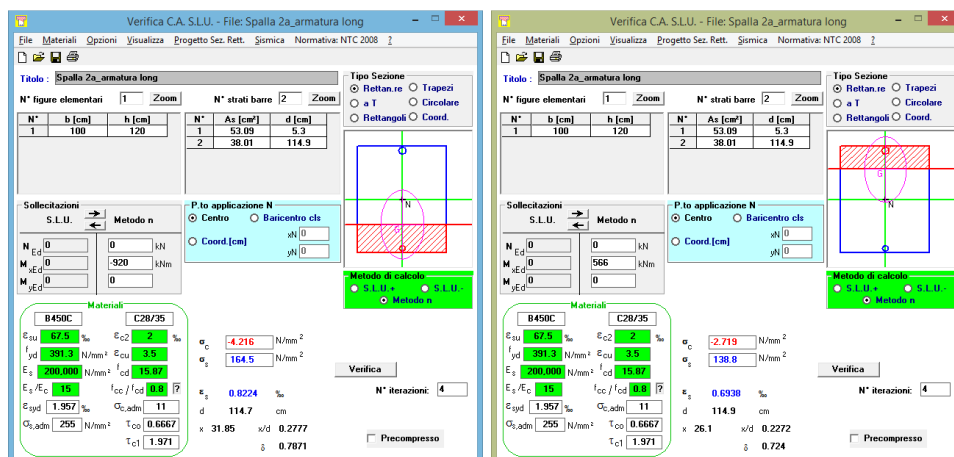 Verifica C.A. S.L.U. - File: Spalla 2a_armatura long
File Materiali Opzioni Visualizza Progetto Sez. Rett. Sismica Normativa: NTC 2008 ?
Titolo : Spalla 2a_armatura long
N° figure elementari 1 Zoom N° strati barre 2 Zoom
N° b [cm] h [cm]
1 100 120
N° As [cm²] d [cm]
1 53.09 5.3
2 38.01 114.9
Tipo Sezione
Rettan.re Trapezi
a T Circolare
Rettangoli Coord.
N
G
Sollecitazioni
S.L.U. Metodo n
N Ed 0 0 kN
M xEd 0 -920 kNm
M yEd 0 0
P.to applicazione N
Centro Baricentro cls
Coord.[cm] xN 0
yN 0
Metodo di calcolo
S.L.U.+ S.L.U.-
Metodo n
Materiali
B450C C28/35
εsu 67.5 ‰ εc2 2 ‰
fyd 391.3 N/mm² εcu 3.5
Es 200,000 N/mm² fcd 15.87
Es/Ec 15 fcc/fcd 0.8 ?
εsyd 1.957 ‰ σc,adm 11
σs,adm 255 N/mm² τco 0.6667
τc1 1.971
σc -4.216 N/mm²
σs 164.5 N/mm²
εs 0.8224 ‰
d 114.7 cm
x 31.85 x/d 0.2777
δ 0.7871
Verifica
N° iterazioni: 4
Precompresso
Verifica C.A. S.L.U. - File: Spalla 2a_armatura long
File Materiali Opzioni Visualizza Progetto Sez. Rett. Sismica Normativa: NTC 2008 ?
Titolo : Spalla 2a_armatura long
N° figure elementari 1 Zoom N° strati barre 2 Zoom
N° b [cm] h [cm]
1 100 120
N° As [cm²] d [cm]
1 53.09 5.3
2 38.01 114.9
Tipo Sezione
Rettan.re Trapezi
a T Circolare
Rettangoli Coord.
G
N
Sollecitazioni
S.L.U. Metodo n
N Ed 0 0 kN
M xEd 0 566 kNm
M yEd 0 0
P.to applicazione N
Centro Baricentro cls
Coord.[cm] xN 0
yN 0
Metodo di calcolo
S.L.U.+ S.L.U.-
Metodo n
Materiali
B450C C28/35
εsu 67.5 ‰ εc2 2 ‰
fyd 391.3 N/mm² εcu 3.5
Es 200,000 N/mm² fcd 15.87
Es/Ec 15 fcc/fcd 0.8 ?
εsyd 1.957 ‰ σc,adm 11
σs,adm 255 N/mm² τco 0.6667
τc1 1.971
σc -2.719 N/mm²
σs 138.8 N/mm²
εs 0.6938 ‰
d 114.9 cm
x 26.1 x/d 0.2272
δ 0.724
Verifica
N° iterazioni: 4
Precompresso